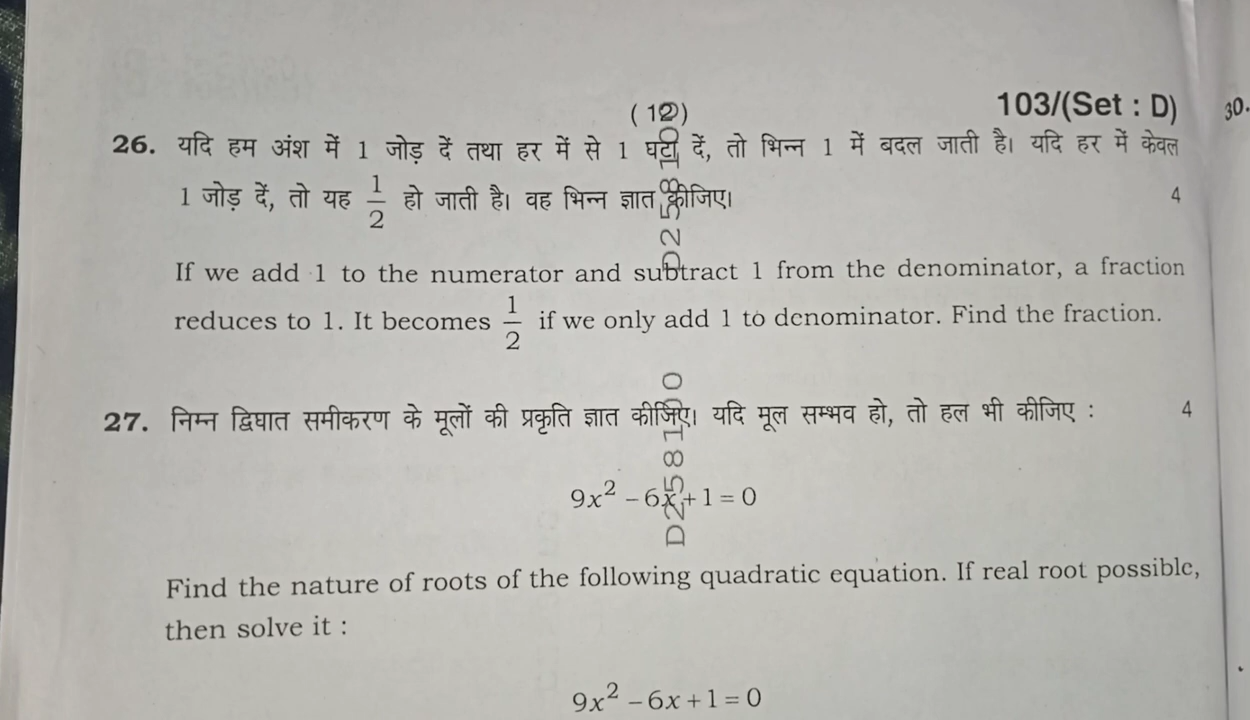 (12)
103/(Set : D)
30.
26. यदि हम अंश में 1 जोड़ दें तथा हर में से 1 घटा दें, तो भिन्न 1 में बदल जाती है। यदि हर में केवल
1 जोड़ दें, तो यह 1/2 हो जाती है। वह भिन्न ज्ञात कीजिए। 4
If we add 1 to the numerator and subtract 1 from the denominator, a fraction
reduces to 1. It becomes 1/2 if we only add 1 to denominator. Find the fraction.
27. निम्न द्विघात समीकरण के मूलों की प्रकृति ज्ञात कीजिए। यदि मूल सम्भव हो, तो हल भी कीजिए : 4
9x² – 6x + 1 = 0
Find the nature of roots of the following quadratic equation. If real root possible,
then solve it :
9x² – 6x + 1 = 0